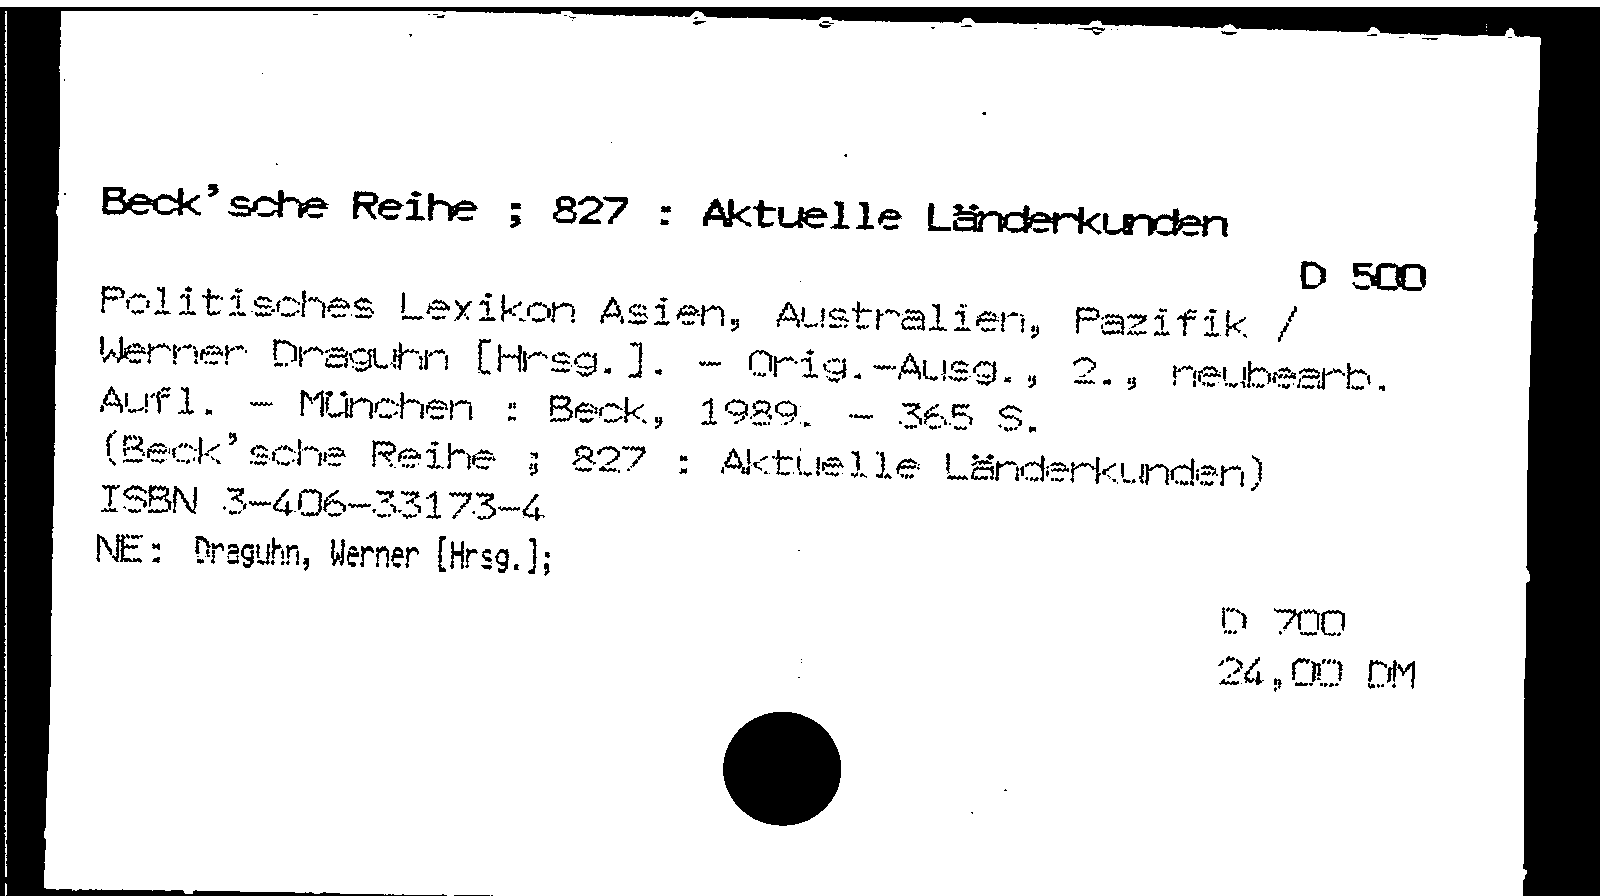 Beck'sche Reihe ; 827 : Aktuelle Länderkunden
D 500
Politisches Lexikon Asien, Australien, Pazifik /
Werner Draguhn [Hrsg.]. - Orig.-Ausg., 2., neubearb.
Aufl. - München : Beck, 1989. - 365 S.
(Beck'sche Reihe ; 827 : Aktuelle Länderkunden)
ISBN 3-406-33173-4
NE: Draguhn, Werner [Hrsg.];
D 700
24,00 DM